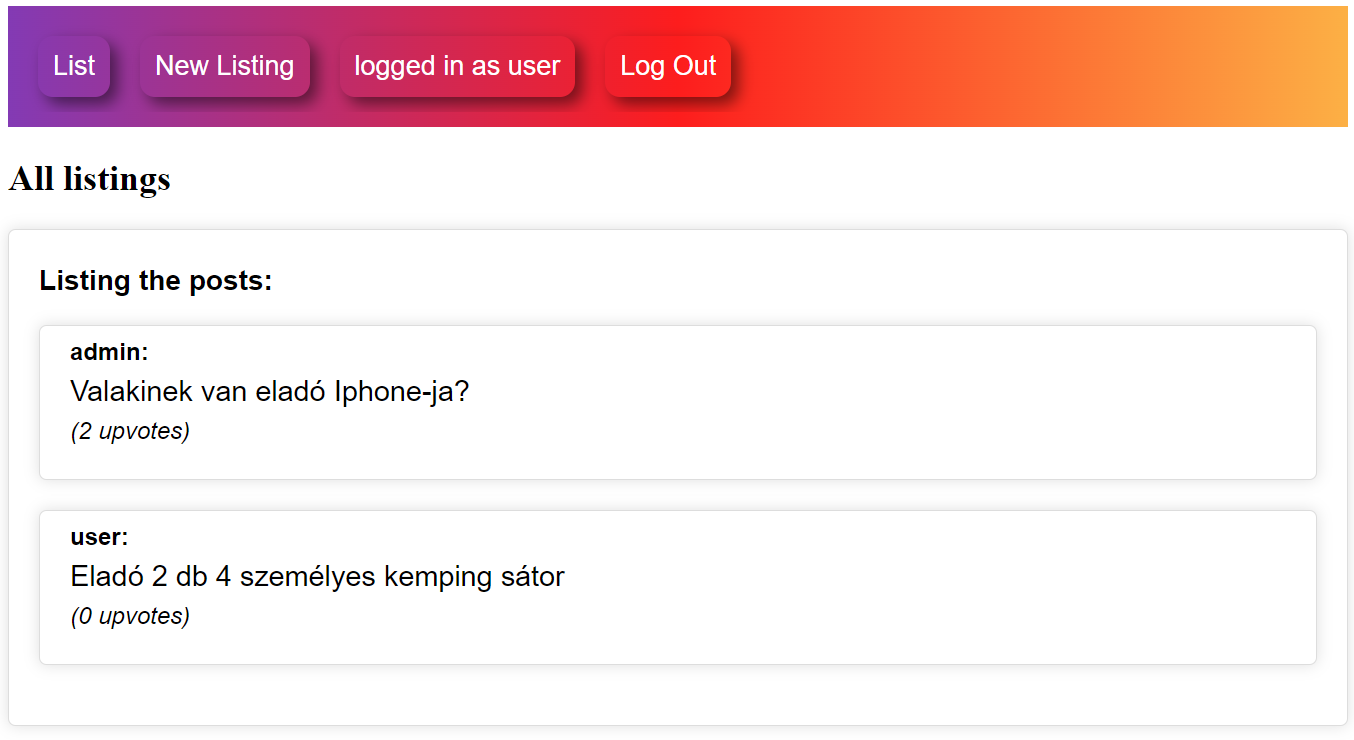 List New Listing logged in as user Log Out
All listings
Listing the posts:
admin:
Valakinek van eladó Iphone-ja?
(2 upvotes)
user:
Eladó 2 db 4 személyes kemping sátor
(0 upvotes)